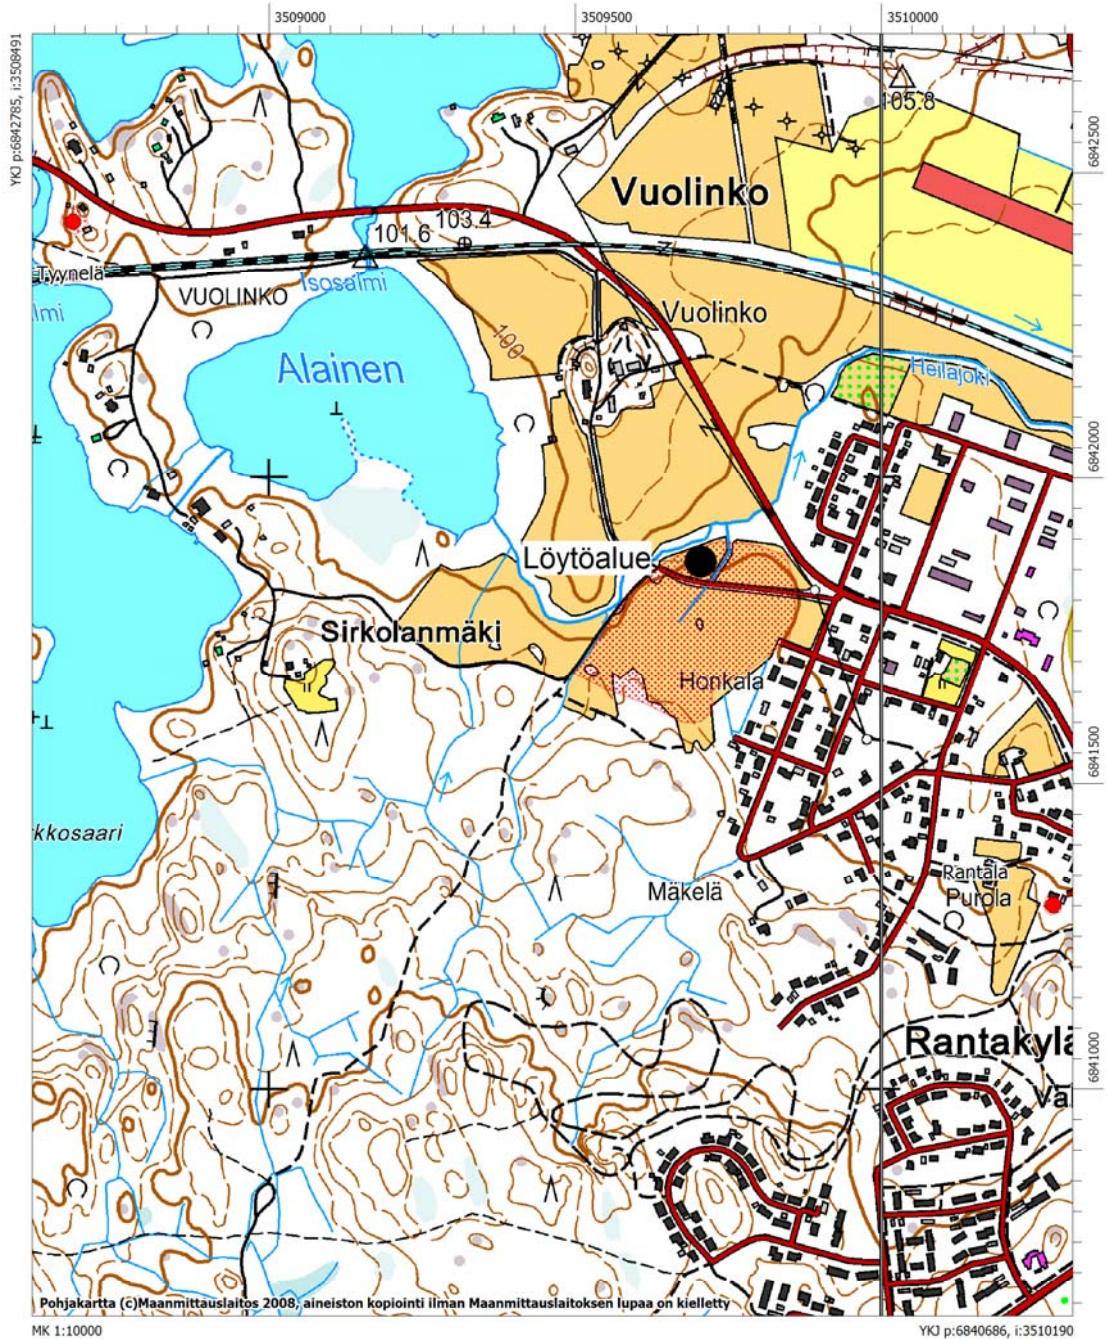 3509000
3509500
3510000
YKJ p:6842785, i:3508491
105.8
6842500
Vuolinko
103.4
101.6
Tyynelä
Isosalmi
VUOLINKO
lmi
Vuolinko
100
Alainen
Heilajoki
6842000
Löytöalue
Sirkolanmäki
Honkala
6841500
rkkosaari
Rantala
Mäkelä
Purola
Rantakylä
6841000
Va
Pohjakartta (c)Maanmittauslaitos 2008, aineiston kopiointi ilman Maanmittauslaitoksen lupaa on kielletty
MK 1:10000
YKJ p:6840686, i:3510190